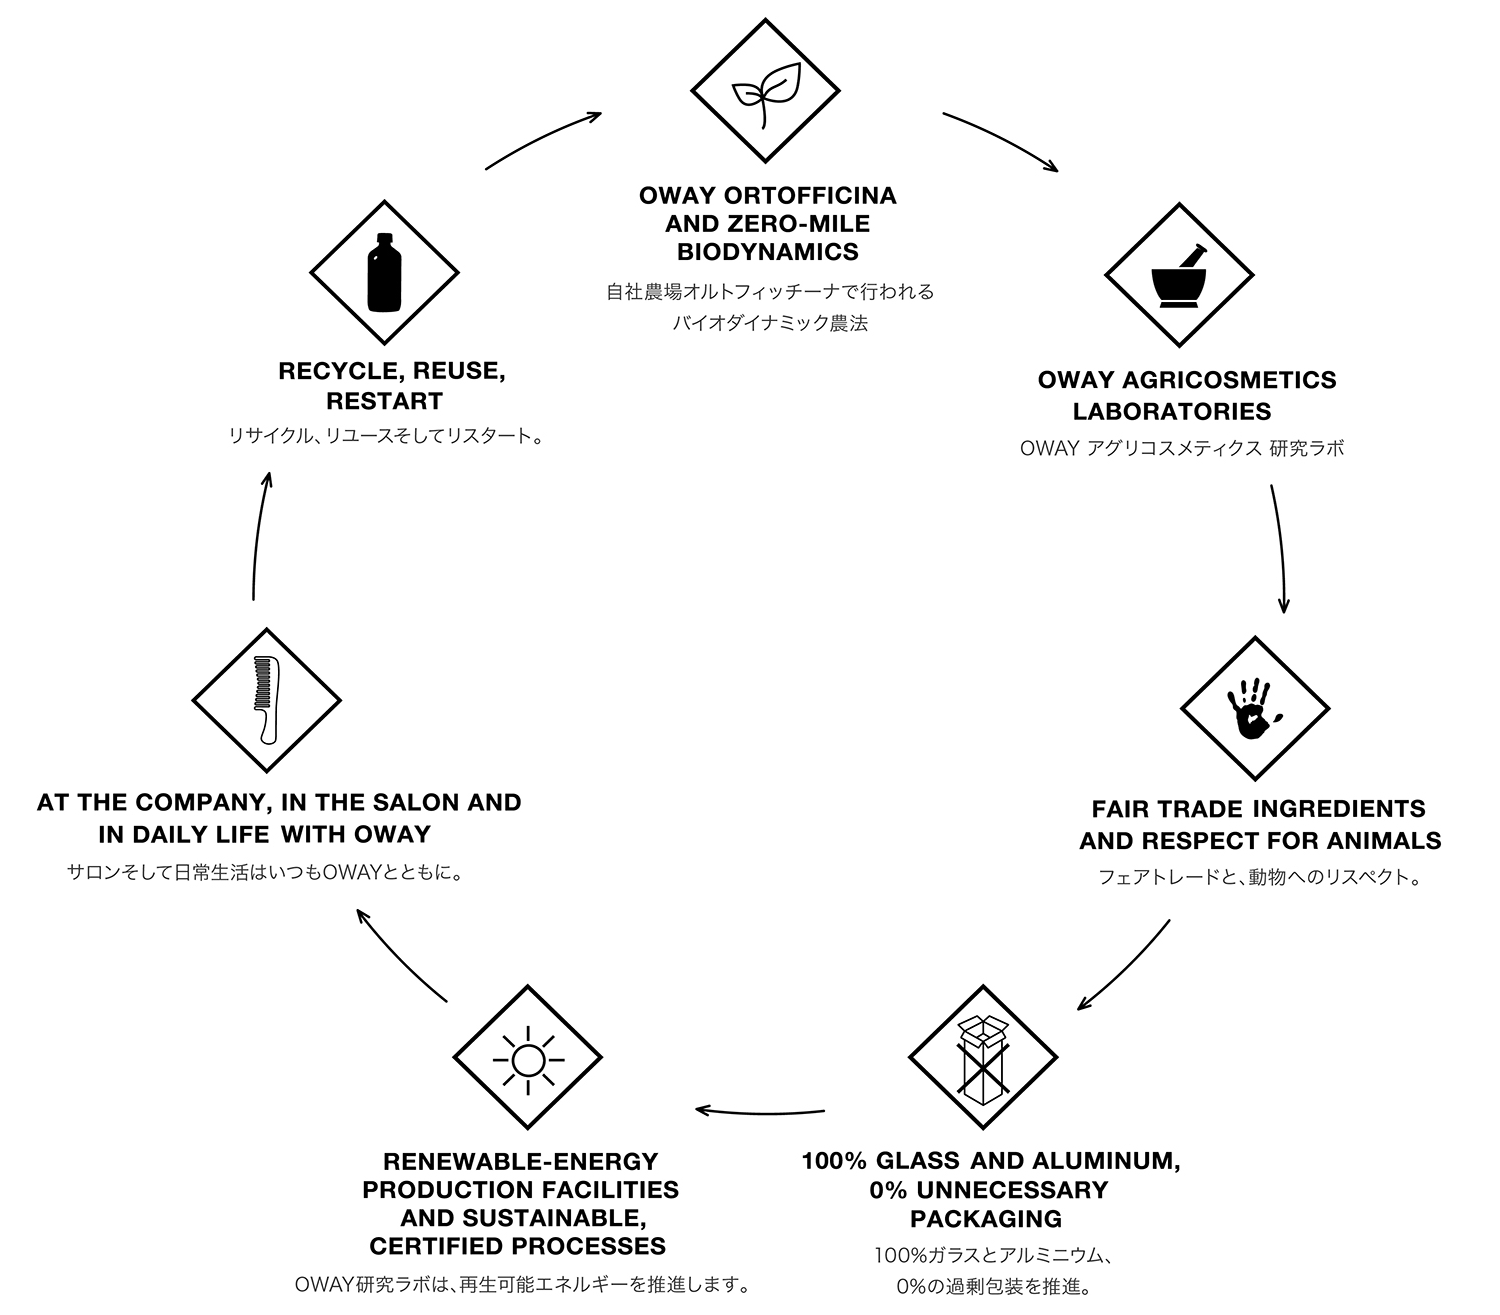 OWAY ORTOFFICINA
AND ZERO-MILE
BIODYNAMICS
自社農場オルトフィッチーナで行われる
バイオダイナミック農法
OWAY AGRICOSMETICS
LABORATORIES
OWAY アグリコスメティクス 研究ラボ
FAIR TRADE INGREDIENTS
AND RESPECT FOR ANIMALS
フェアトレードと、動物へのリスペクト。
100% GLASS AND ALUMINUM,
0% UNNECESSARY
PACKAGING
100%ガラスとアルミニウム、
0%の過剰包装を推進。
RENEWABLE-ENERGY
PRODUCTION FACILITIES
AND SUSTAINABLE,
CERTIFIED PROCESSES
OWAY研究ラボは、再生可能エネルギーを推進します。
AT THE COMPANY, IN THE SALON AND
IN DAILY LIFE WITH OWAY
サロンそして日常生活はいつもOWAYとともに。
RECYCLE, REUSE,
RESTART
リサイクル、リユースそしてリスタート。